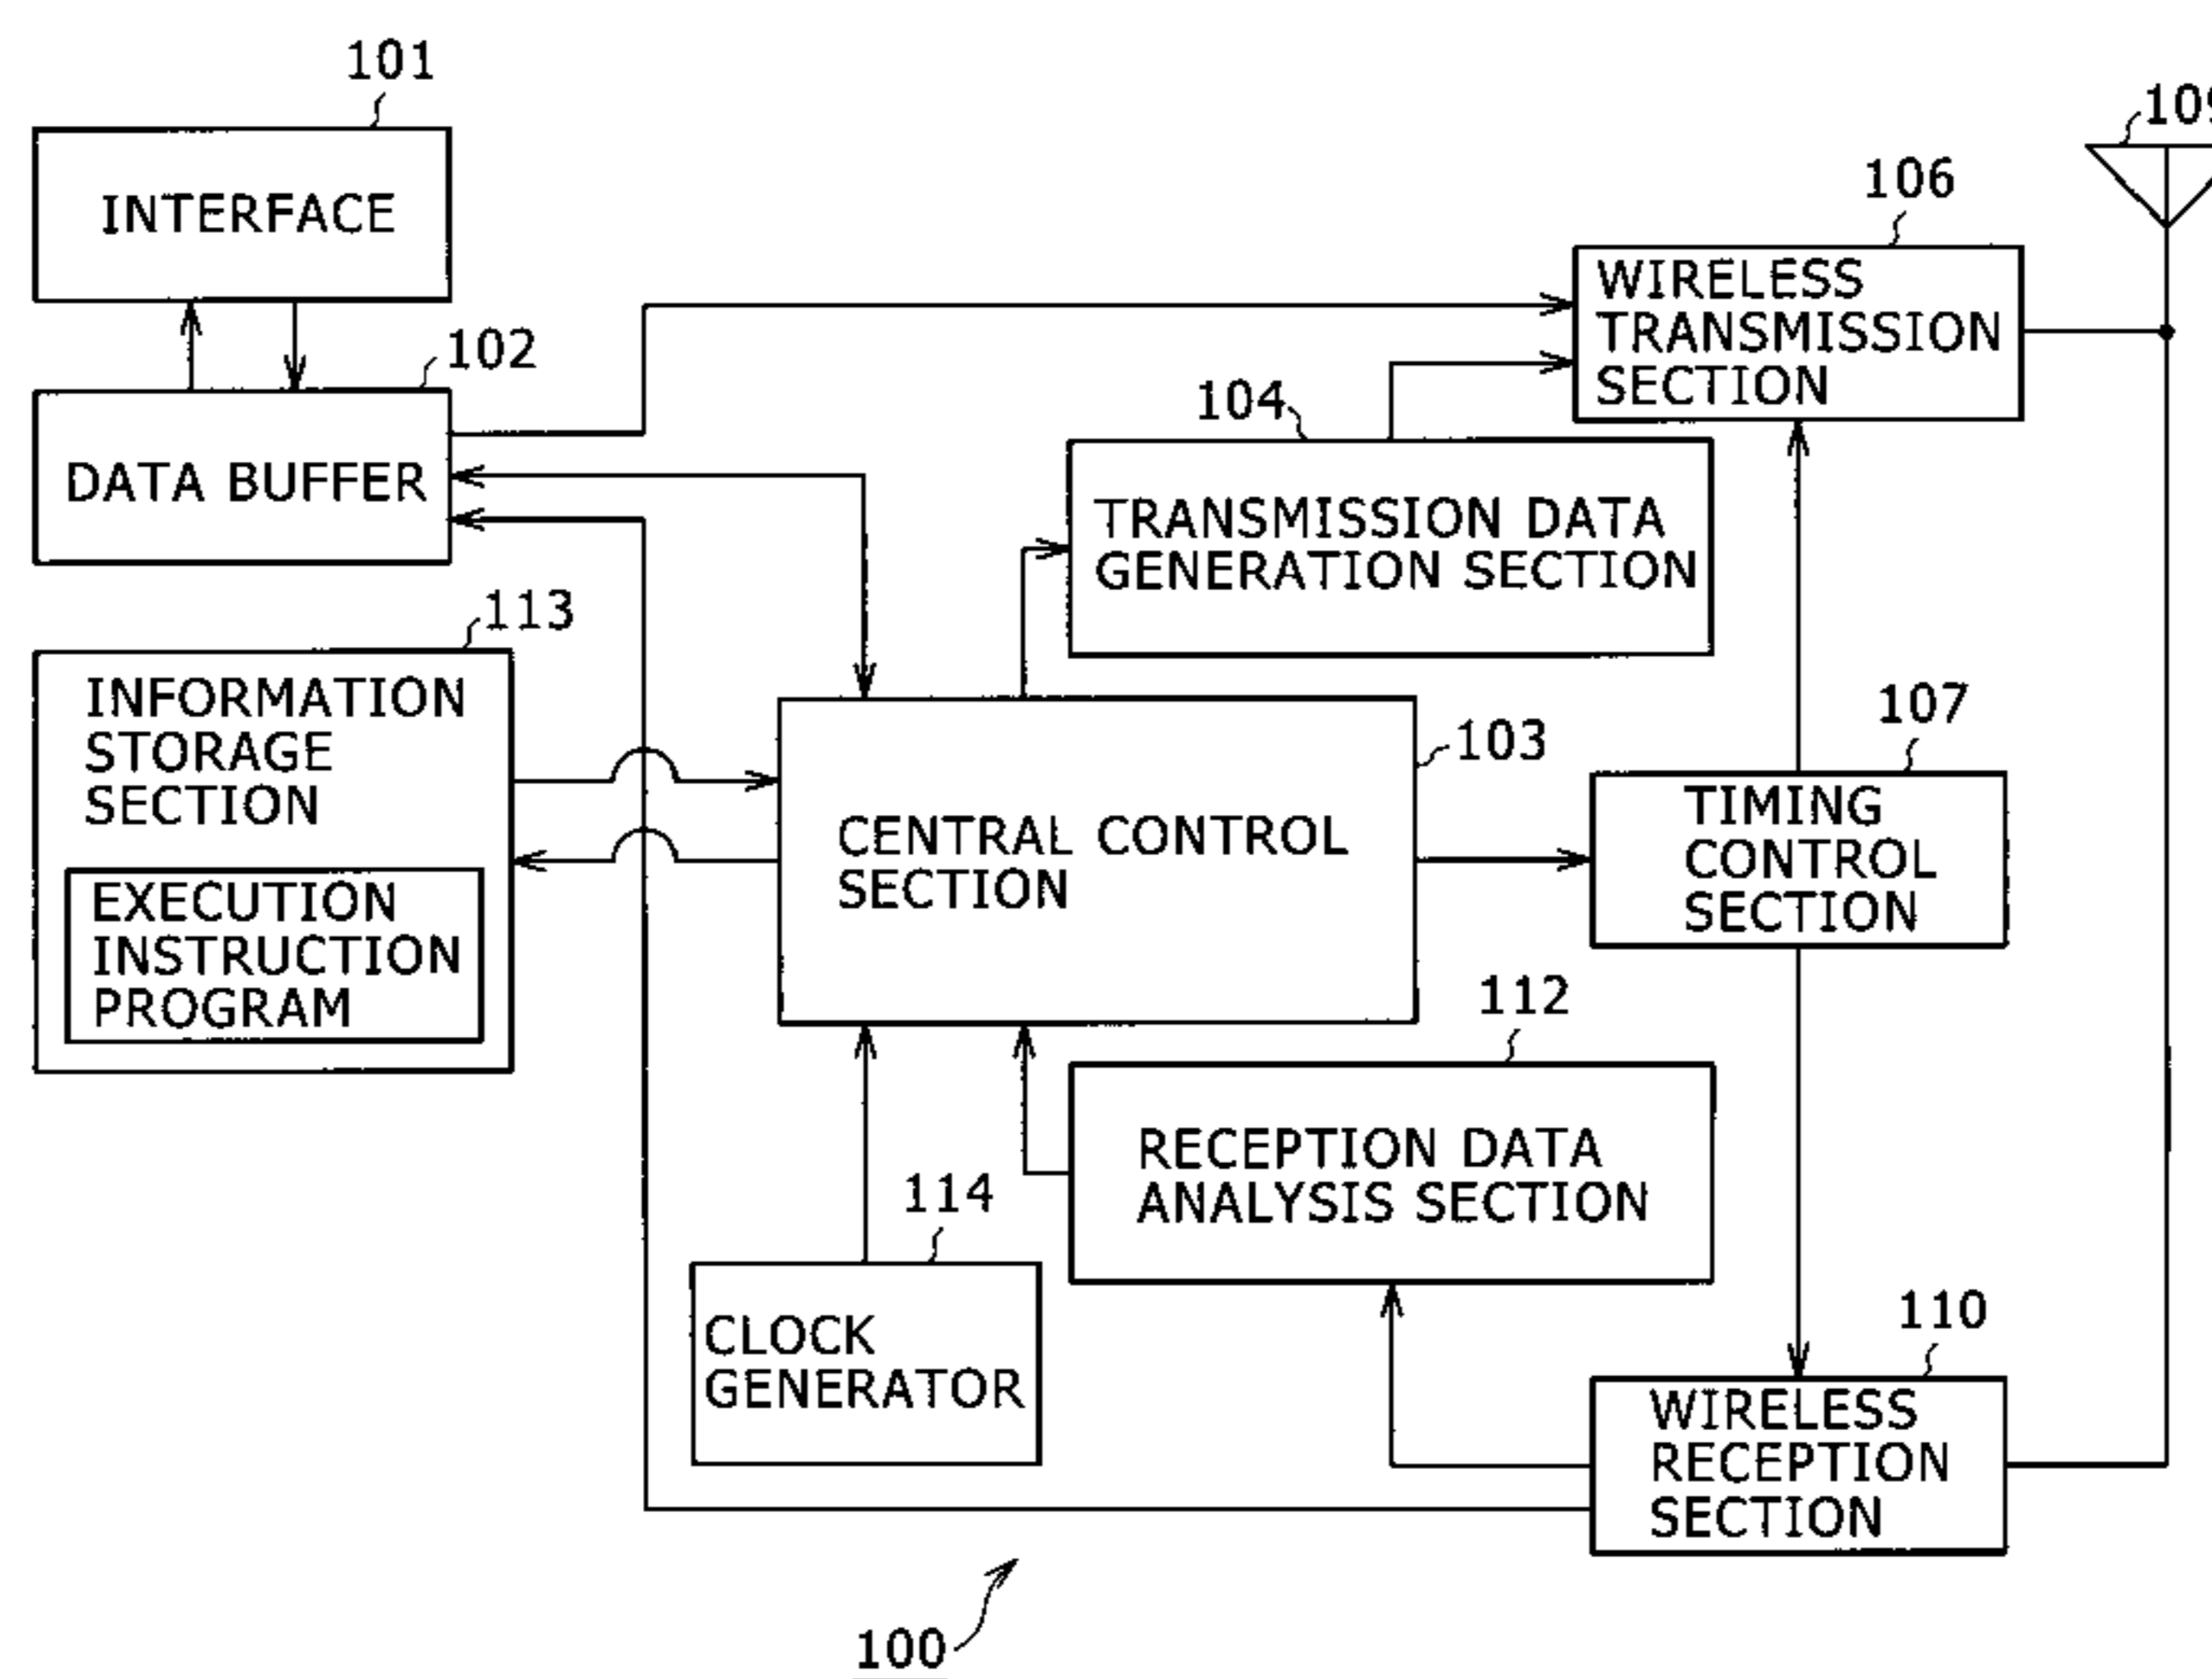 101
INTERFACE
102
DATA BUFFER
113
INFORMATION
STORAGE
SECTION
EXECUTION
INSTRUCTION
PROGRAM
109
106
WIRELESS
TRANSMISSION
SECTION
104
TRANSMISSION DATA
GENERATION SECTION
103
CENTRAL CONTROL
SECTION
107
TIMING
CONTROL
SECTION
112
RECEPTION DATA
ANALYSIS SECTION
114
CLOCK
GENERATOR
110
WIRELESS
RECEPTION
SECTION
100